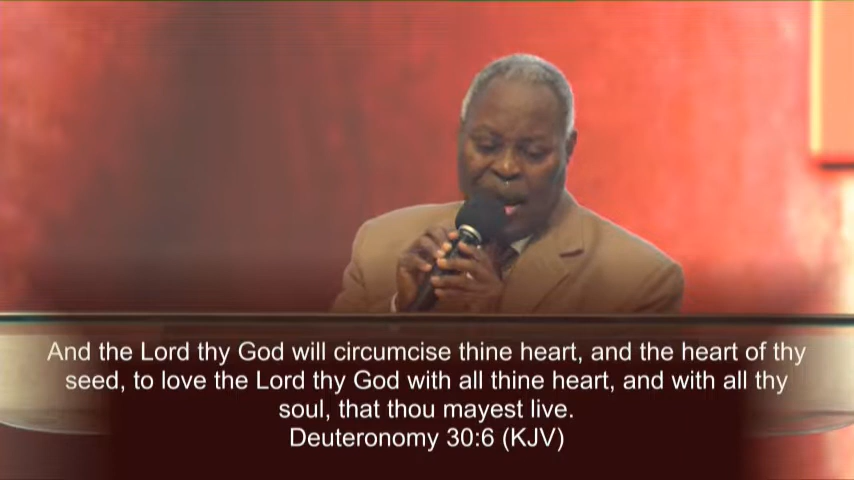 And the Lord thy God will circumcise thine heart, and the heart of thy
seed, to love the Lord thy God with all thine heart, and with all thy
soul, that thou mayest live.
Deuteronomy 30:6 (KJV)